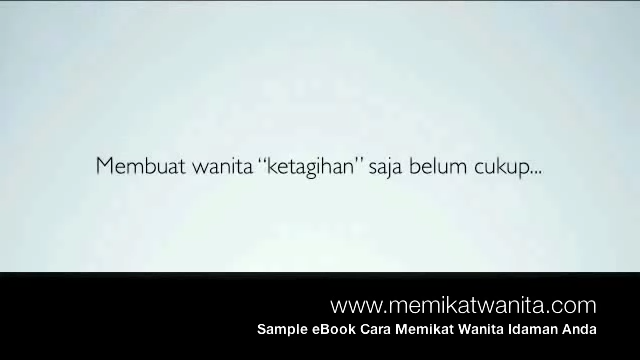 Membuat wanita “ketagihan” saja belum cukup...
www.memikatwanita.com
Sample eBook Cara Memikat Wanita Idaman Anda